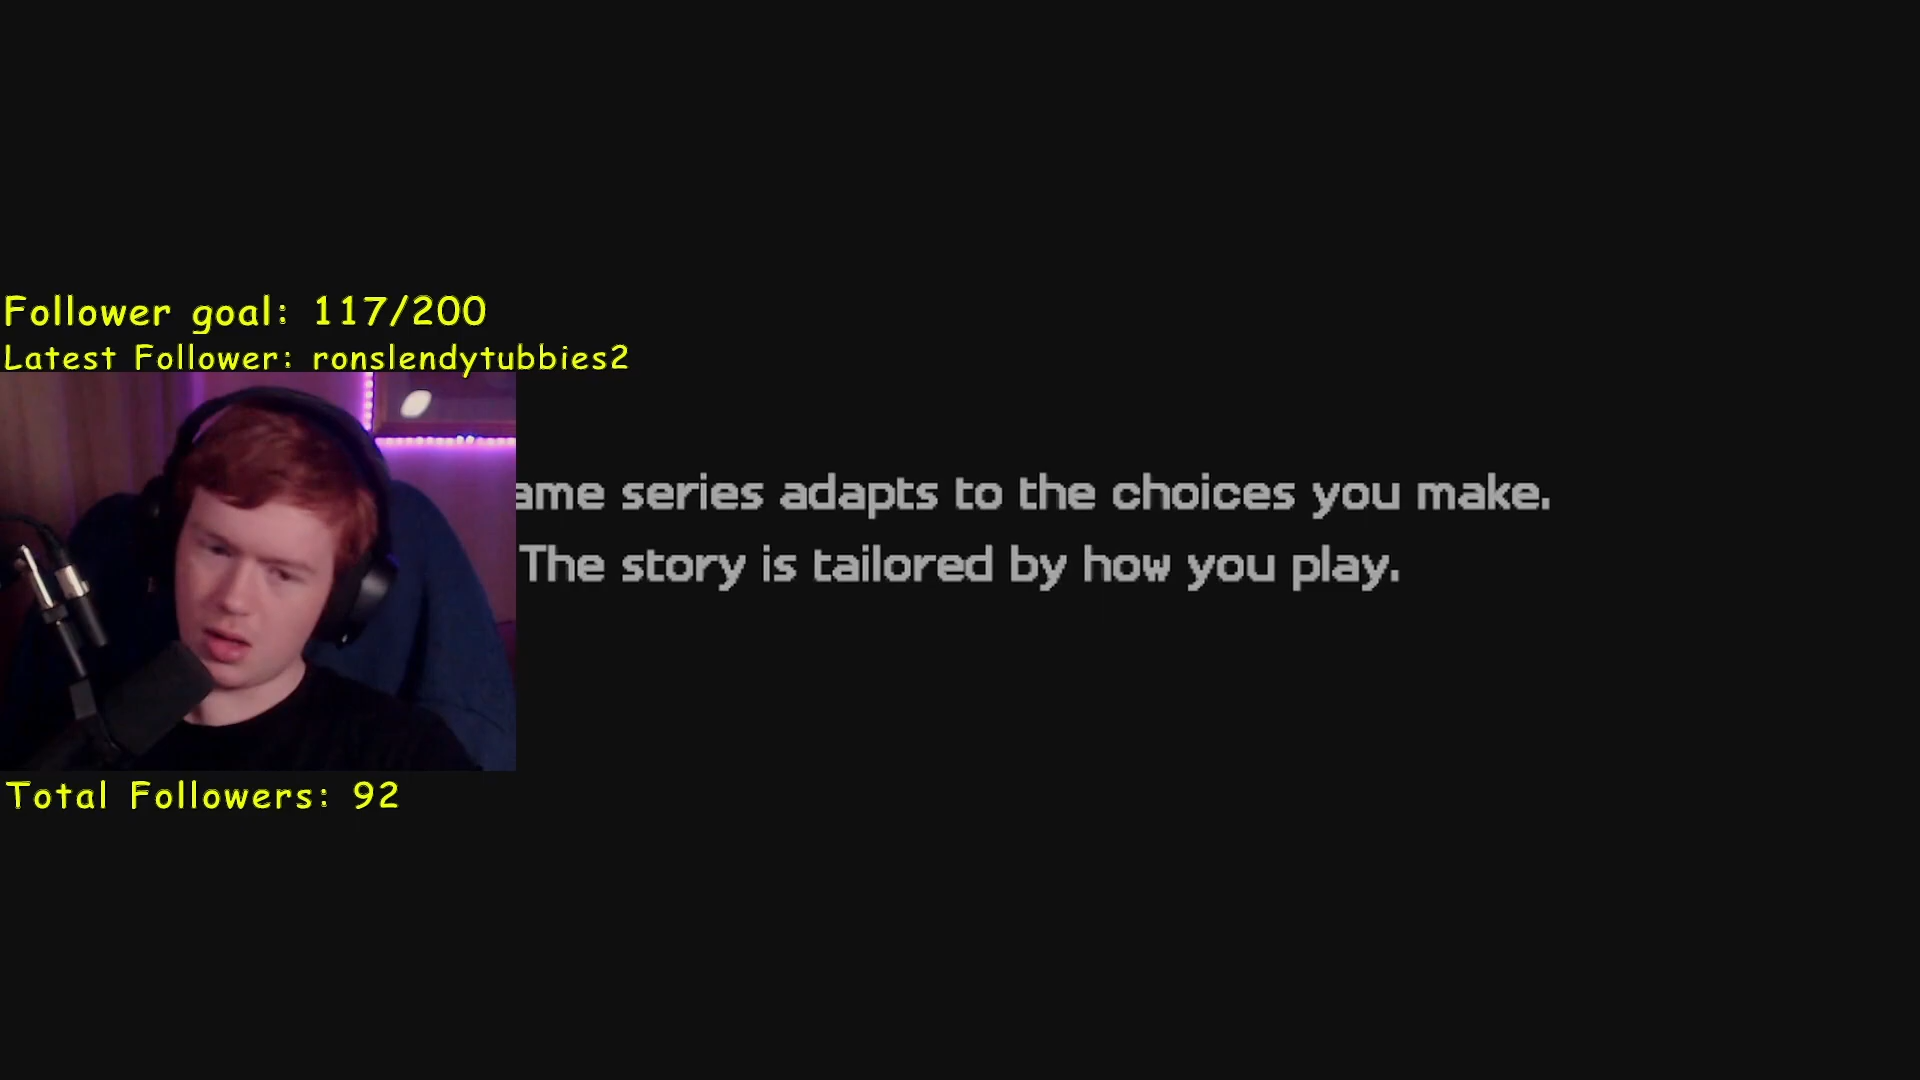 Follower goal: 117/200
Latest Follower: ronslendytubbies2
ame series adapts to the choices you make.
The story is tailored by how you play.
Total Followers: 92